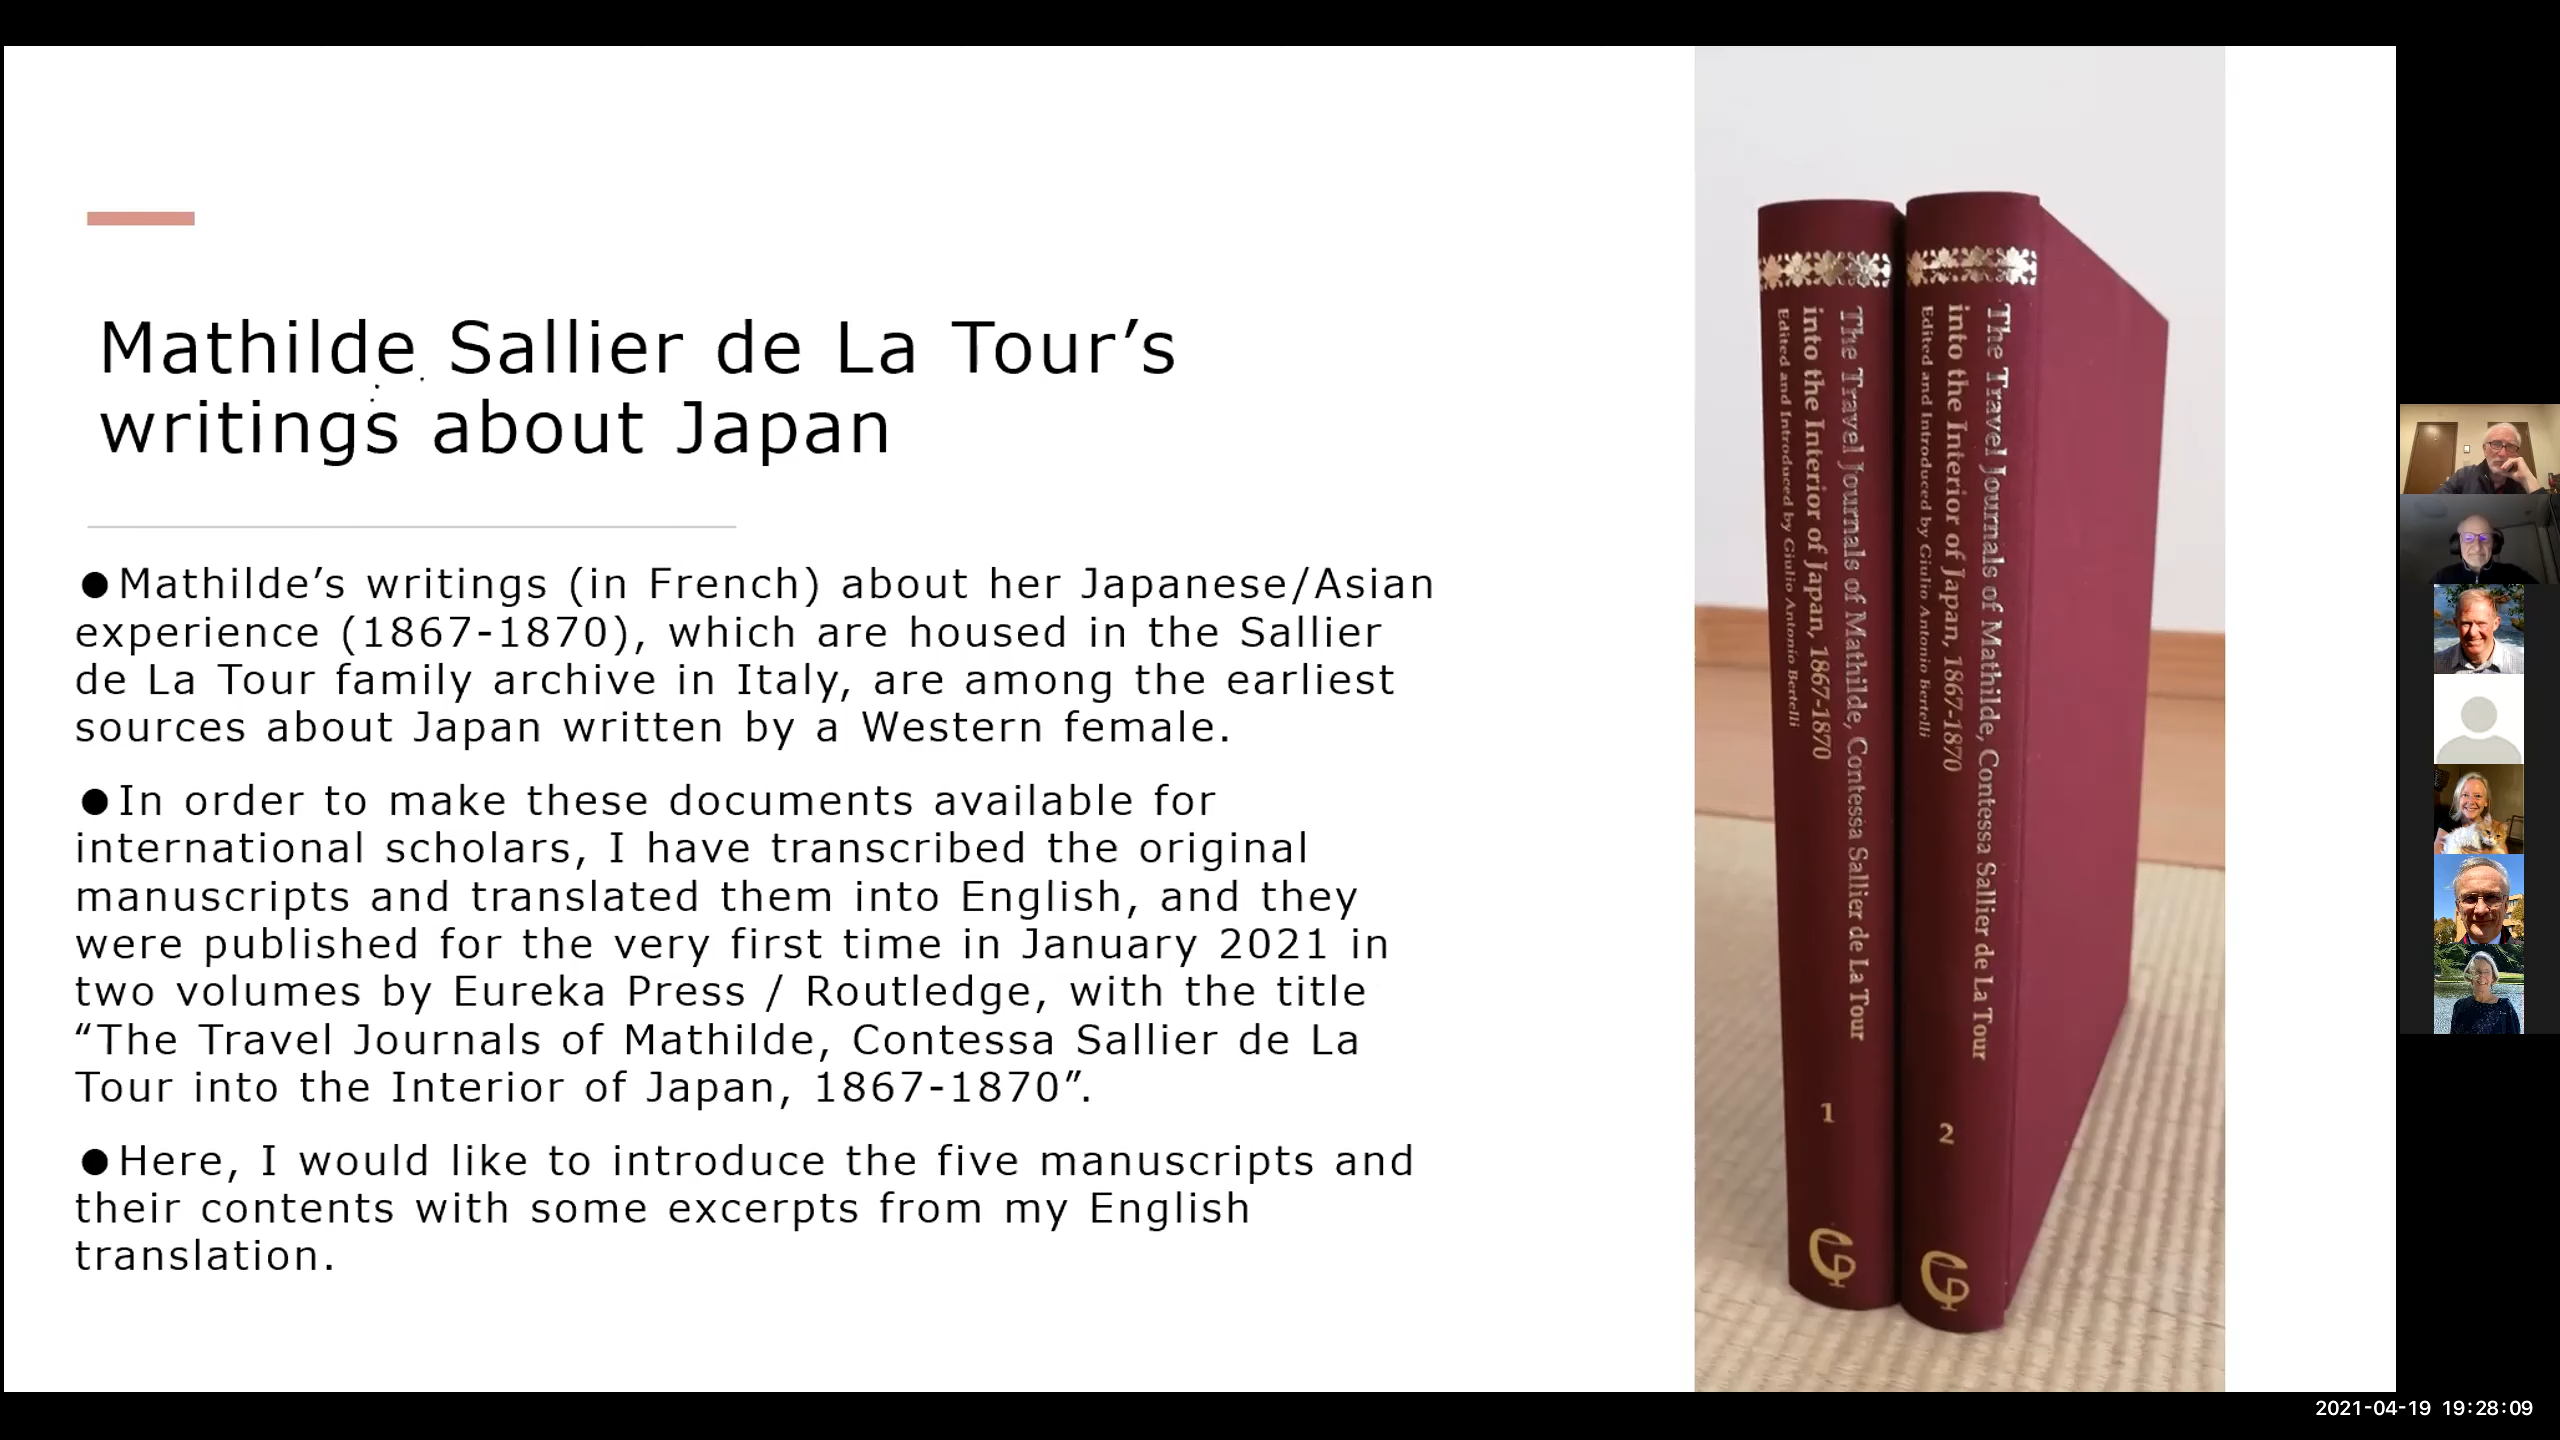 Mathilde Sallier de La Tour’s
writings about Japan
●Mathilde’s writings (in French) about her Japanese/Asian
experience (1867-1870), which are housed in the Sallier
de La Tour family archive in Italy, are among the earliest
sources about Japan written by a Western female.
●In order to make these documents available for
international scholars, I have transcribed the original
manuscripts and translated them into English, and they
were published for the very first time in January 2021 in
two volumes by Eureka Press / Routledge, with the title
“The Travel Journals of Mathilde, Contessa Sallier de La
Tour into the Interior of Japan, 1867-1870”.
●Here, I would like to introduce the five manuscripts and
their contents with some excerpts from my English
translation.
The Travel Journals of Mathilde, Contessa Sallier de La Tour
into the Interior of Japan, 1867-1870
Edited and Introduced by Giulio Antonio Bertelli
1
The Travel Journals of Mathilde, Contessa Sallier de La Tour
into the Interior of Japan, 1867-1870
Edited and Introduced by Giulio Antonio Bertelli
2
2021-04-19 19:28:09